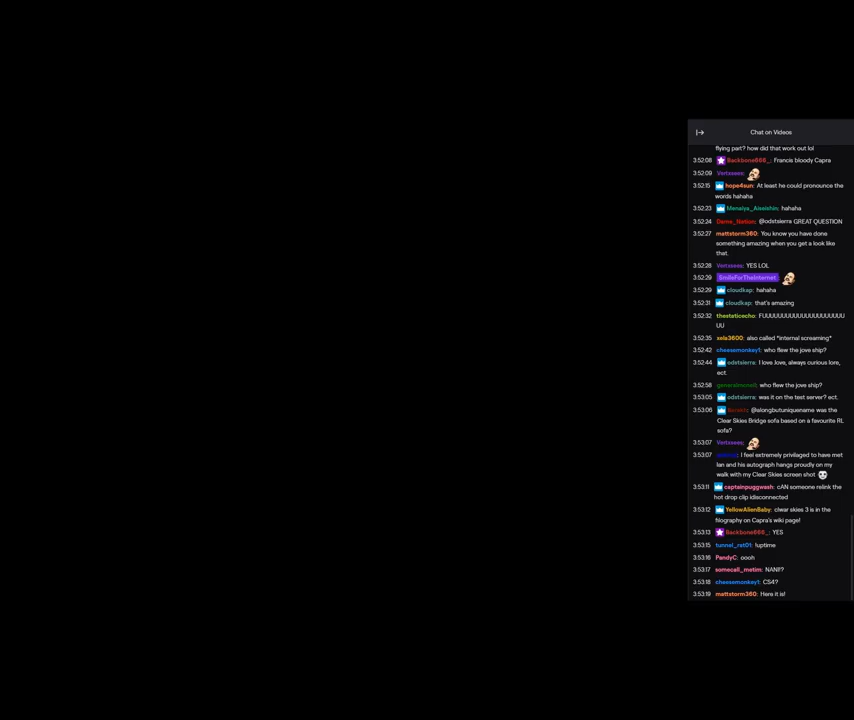 Chat on Videos
flying part? how did that work out lol
3:52:08 Backbone666_: Francis bloody Capra
3:52:09 Vertxsees:
3:52:15 hope4sun: At least he could pronounce the
words hahaha
3:52:23 Menaiya_Aiseishin: hahaha
3:52:24 Dame_Nation: @odstsierra GREAT QUESTION
3:52:27 mattstorm360: You know you have done
something amazing when you get a look like
that.
3:52:28 Vertxsees: YES LOL
3:52:29 SmileForTheInternet
3:52:29 cloudkap: hahaha
3:52:31 cloudkap: that's amazing
3:52:32 thestaticecho: FUUUUUUUUUUUUUUUUUUUU
UU
3:52:35 xela3600: also called *internal screaming*
3:52:42 cheesemonkey1: who flew the jove ship?
3:52:44 odstsierra: I love Jove, always curious lore,
ect.
3:52:58 generalmcneil: who flew the jove ship?
3:53:05 odstsierra: was it on the test server? ect.
3:53:06 @alongbutuniquename was the
Clear Skies Bridge sofa based on a favourite RL
sofa?
3:53:07 Vertxsees:
3:53:07 I feel extremely privilaged to have met
Ian and his autograph hangs proudly on my
walk with my Clear Skies screen shot
3:53:11 captainpuggwash: cAN someone relink the
hot drop clip idisconnected
3:53:12 YellowAlienBaby: clwar skies 3 is in the
filography on Capra's wiki page!
3:53:13 Backbone666_: YES
3:53:15 tunnel_rat01: !uptime
3:53:16 PandyC: oooh
3:53:17 somecall_metim: NANI!?
3:53:18 cheesemonkey1: CS4?
3:53:19 mattstorm360: Here it is!